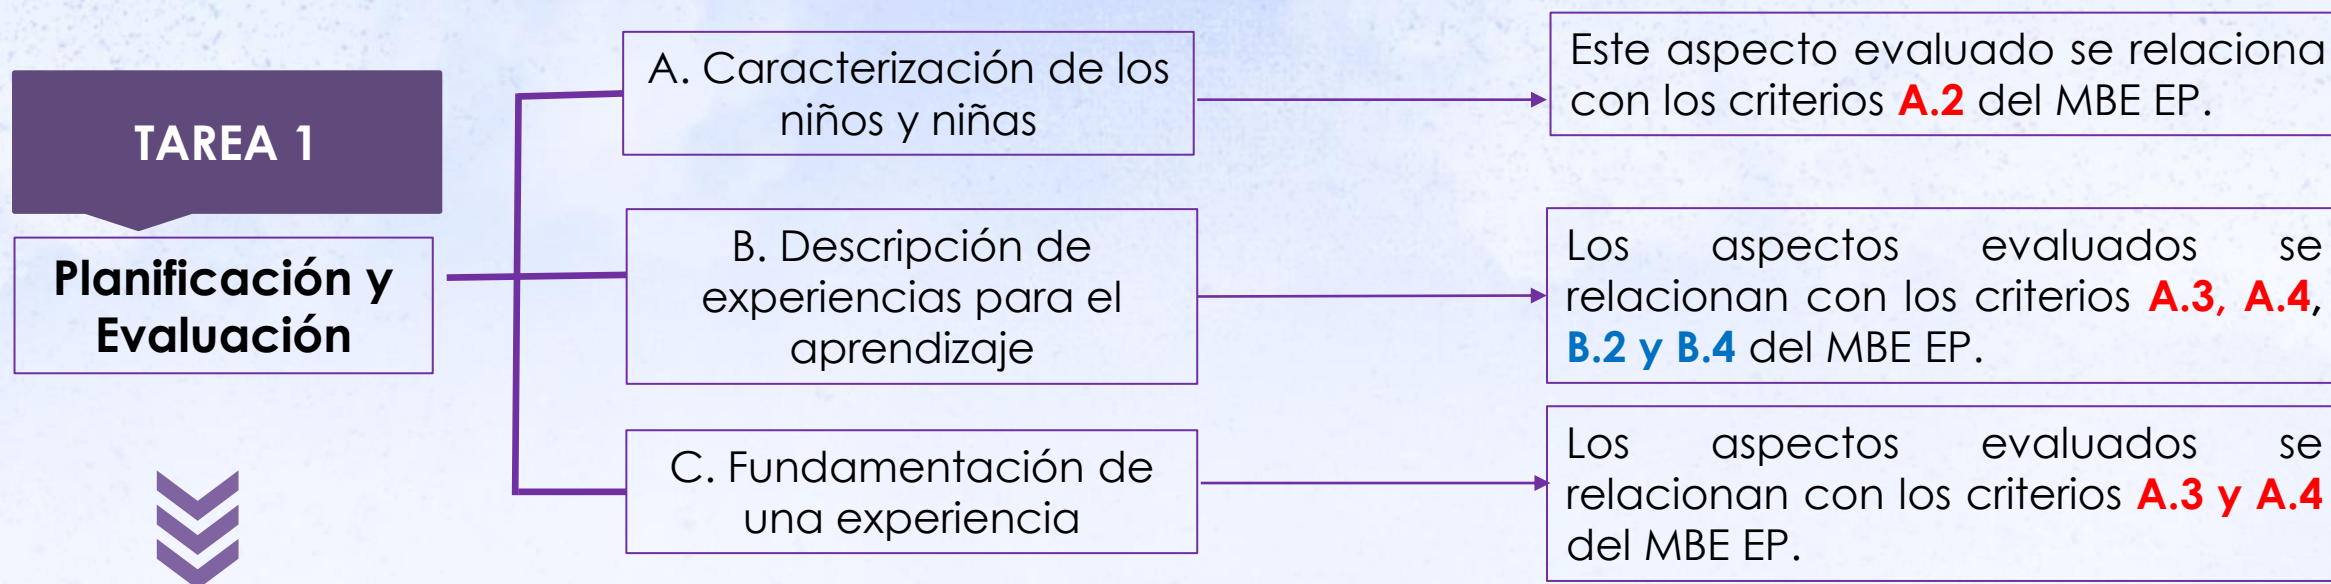 TAREA 1
Planificación y
Evaluación
A. Caracterización de los
niños y niñas
Este aspecto evaluado se relaciona
con los criterios A.2 del MBE EP.
B. Descripción de
experiencias para el
aprendizaje
Los aspectos evaluados se
relacionan con los criterios A.3, A.4,
B.2 y B.4 del MBE EP.
C. Fundamentación de
una experiencia
Los aspectos evaluados se
relacionan con los criterios A.3 y A.4
del MBE EP.